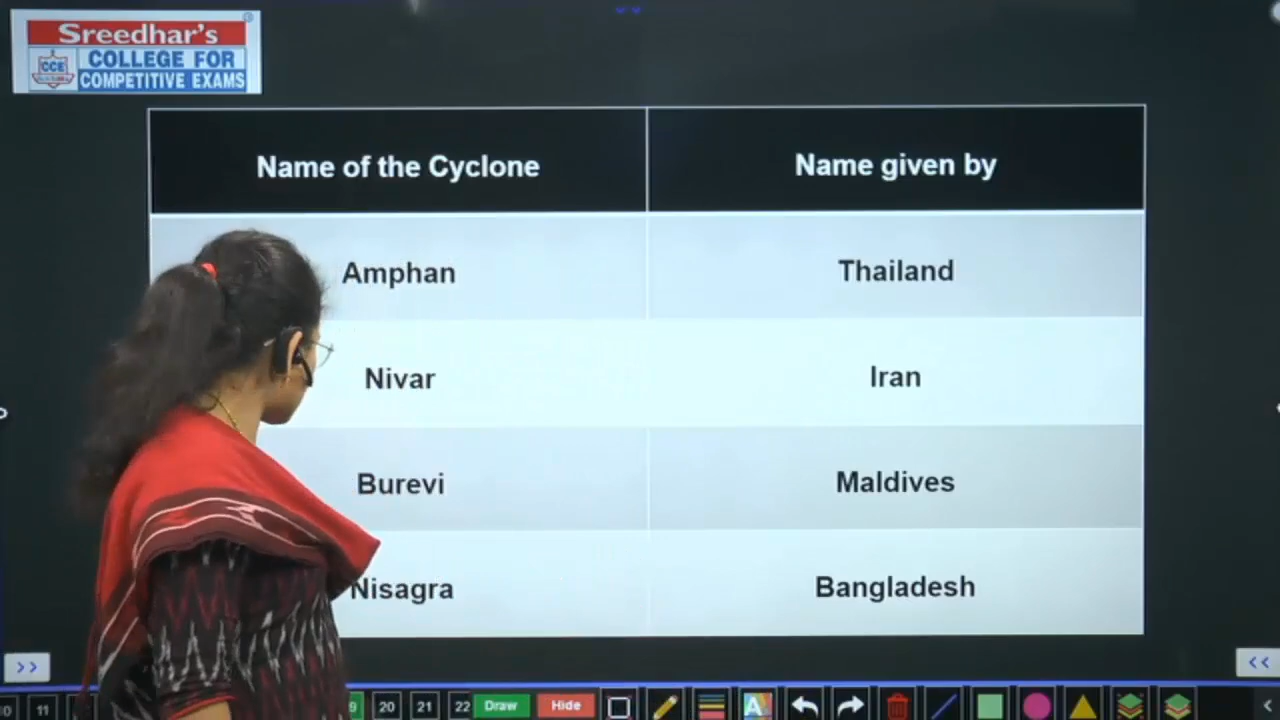 Sreedhar's
CCE
COLLEGE FOR
COMPETITIVE EXAMS
Name of the Cyclone
Name given by
Amphan
Thailand
Nivar
Iran
Burevi
Maldives
Nisagra
Bangladesh
>>
<<
11
20
21
22
Draw
Hide